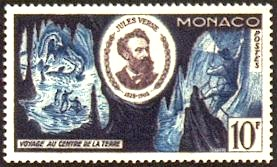 JULES VERNE
MONACO
POSTES
1828-1905
VOYAGE AU CENTRE DE LA TERRE
10F